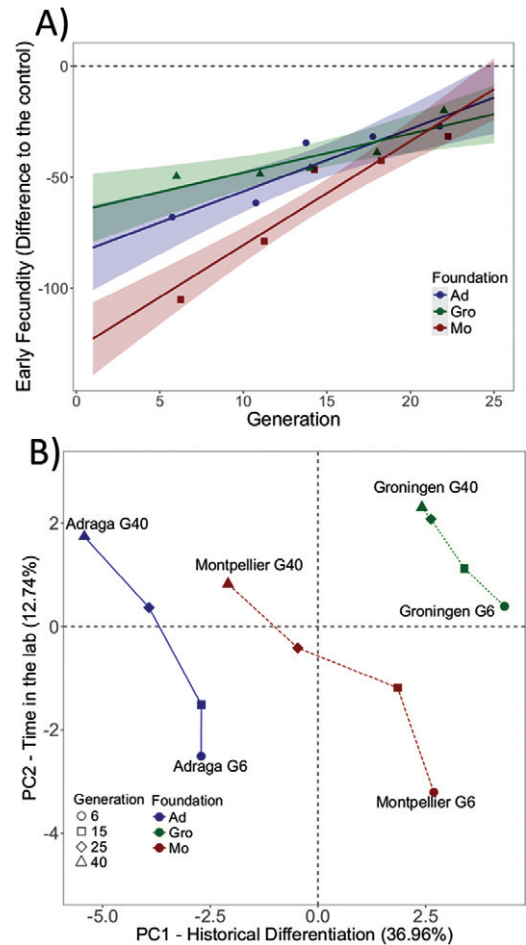 A)
Early Fecundity (Difference to the control)
0
-50
-100
Foundation
Ad
Gro
Mo
0
5
10
15
20
25
Generation
B)
PC2 - Time in the lab (12.74%)
2
0
-2
-4
Adraga G40
Groningen G40
Montpellier G40
Groningen G6
Adraga G6
Montpellier G6
Generation
6
15
25
40
Foundation
Ad
Gro
Mo
-5.0
-2.5
0.0
2.5
PC1 - Historical Differentiation (36.96%)